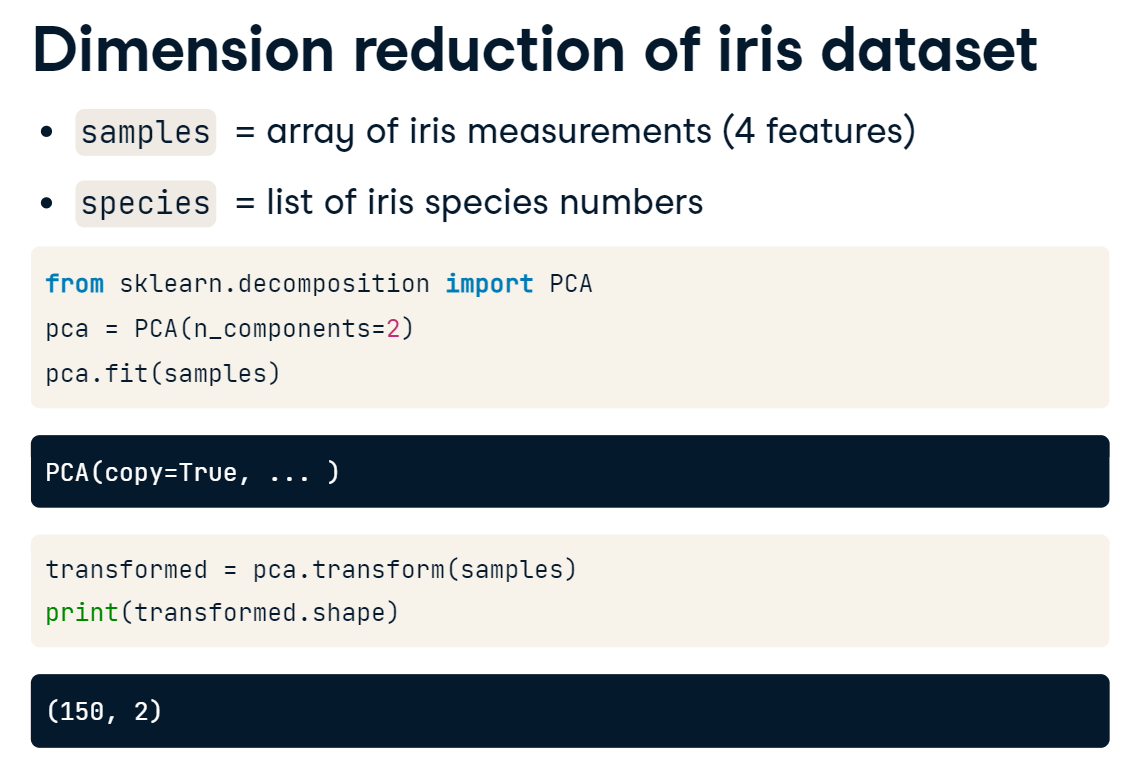 Dimension reduction of iris dataset
• samples = array of iris measurements (4 features)
• species = list of iris species numbers
from sklearn.decomposition import PCA
pca = PCA(n_components=2)
pca.fit(samples)
PCA(copy=True, ... )
transformed = pca.transform(samples)
print(transformed.shape)
(150, 2)